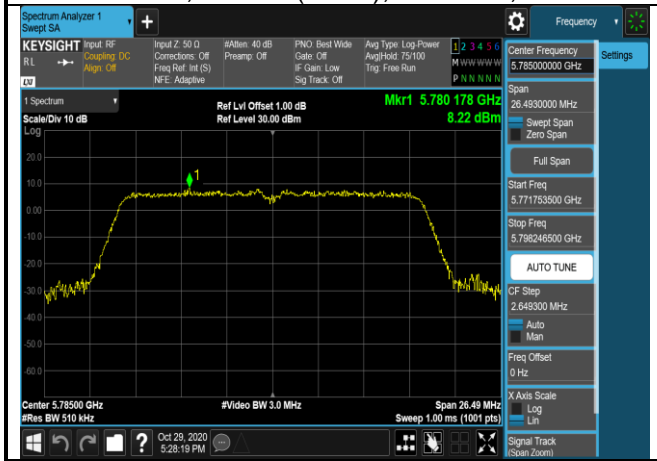 Spectrum Analyzer 1
Swept SA
Frequency
KEYSIGHT
RL
LXI
Input: RF
Coupling: DC
Align: Off
Input Z: 50 Ω
Corrections: Off
Freq Ref: Int (S)
NFE: Adaptive
#Atten: 40 dB
Preamp: Off
PNO: Best Wide
Gate: Off
IF Gain: Low
Sig Track: Off
Avg Type: Log-Power
Avg|Hold: 75/100
Trig: Free Run
1 2 3 4 5 6
M W W W W W
P N N N N N
1 Spectrum
Scale/Div 10 dB
Log
Ref Lvl Offset 1.00 dB
Ref Level 30.00 dBm
Mkr1 5.780 178 GHz
8.22 dBm
20.0
10.0
0.00
-10.0
-20.0
-30.0
-40.0
-50.0
-60.0
1
Center 5.78500 GHz
#Res BW 510 kHz
#Video BW 3.0 MHz
Span 26.49 MHz
Sweep 1.00 ms (1001 pts)
Oct 29, 2020
5:28:19 PM
Center Frequency
5.785000000 GHz
Settings
Span
26.4930000 MHz
Swept Span
Zero Span
Full Span
Start Freq
5.771753500 GHz
Stop Freq
5.798246500 GHz
AUTO TUNE
CF Step
2.649300 MHz
Auto
Man
Freq Offset
0 Hz
X Axis Scale
Log
Lin
Signal Track
(Span Zoom)